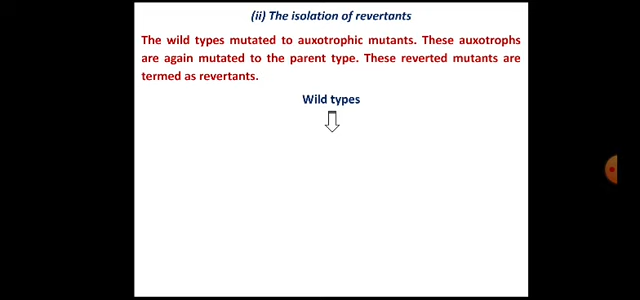 (ii) The isolation of revertants
The wild types mutated to auxotrophic mutants. These auxotrophs
are again mutated to the parent type. These reverted mutants are
termed as revertants.
Wild types